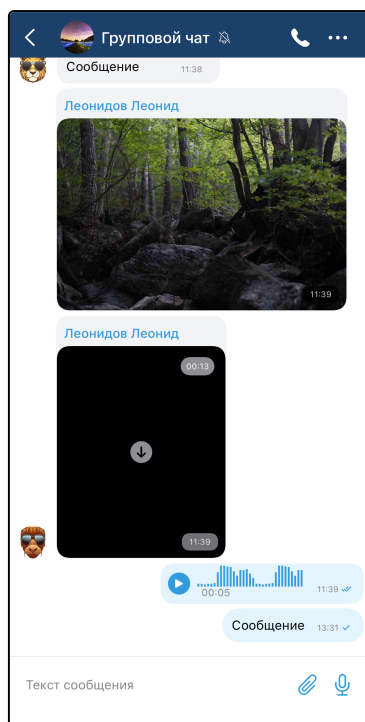 Групповой чат
Сообщение 11:38
Леонидов Леонид
11:39
Леонидов Леонид
00:13
11:39
00:05 11:39
Сообщение 13:31
Текст сообщения